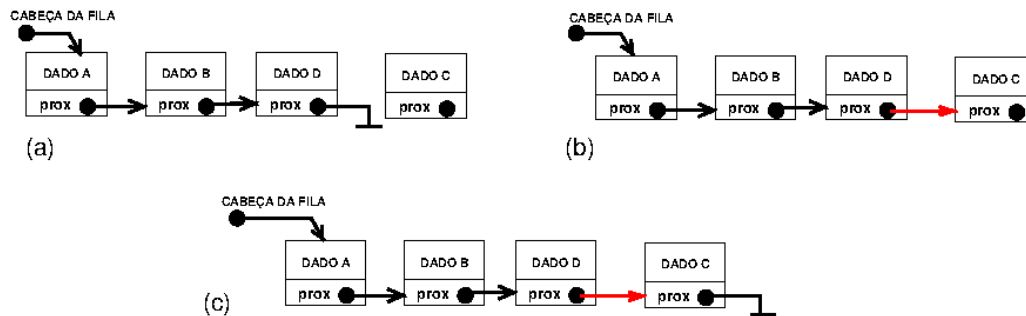 CABEÇA DA FILA
DADO A
DADO B
DADO D
DADO C
prox
prox
prox
prox
(a)
CABEÇA DA FILA
DADO A
DADO B
DADO D
DADO C
prox
prox
prox
prox
(b)
CABEÇA DA FILA
DADO A
DADO B
DADO D
DADO C
prox
prox
prox
prox
(c)